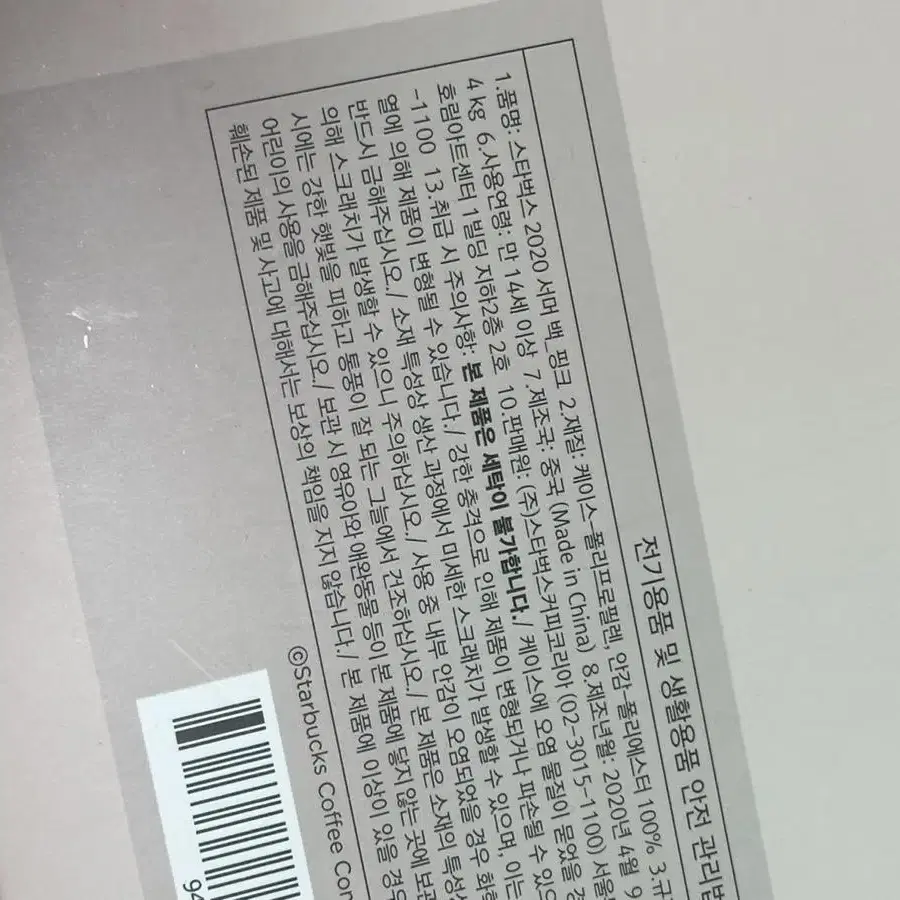 전기용품 및 생활용품 안전 관리법
1.품명: 스타벅스 2020 서머 백_핑크 2.재질: 케이스-폴리프로필렌, 안감-폴리에스터 100% 3.규
4 kg 6.사용연령: 만 14세 이상 7.제조국: 중국 (Made in China) 8.제조년월: 2020년 4월 9
호림아트센터 1빌딩 지하2층 2호 10.판매원: (주)스타벅스커피코리아 (02-3015-1100) 서울
-1100 13.취급 시 주의사항: 본 제품은 세탁이 불가합니다./ 케이스에 오염 물질이 묻었을 경
열에 의해 제품이 변형될 수 있습니다./ 강한 충격으로 인해 제품이 변형되거나 파손될 수 있으
반드시 금해주십시오./ 소재 특성상 생산 과정에서 미세한 스크래치가 발생할 수 있으며, 이는
의해 스크래치가 발생할 수 있으니 주의하십시오./ 사용 중 내부 안감이 오염되었을 경우 화학
시에는 강한 햇빛을 피하고 통풍이 잘 되는 그늘에서 건조하십시오./ 본 제품은 소재의 특성
어린이의 사용을 금해주십시오./ 보관 시 영유아와 애완동물 등이 본 제품에 닿지 않는 곳에 보관
훼손된 제품 및 사고에 대해서는 보상의 책임을 지지 않습니다./ 본 제품에 이상이 있을 경우
©Starbucks Coffee Con
94